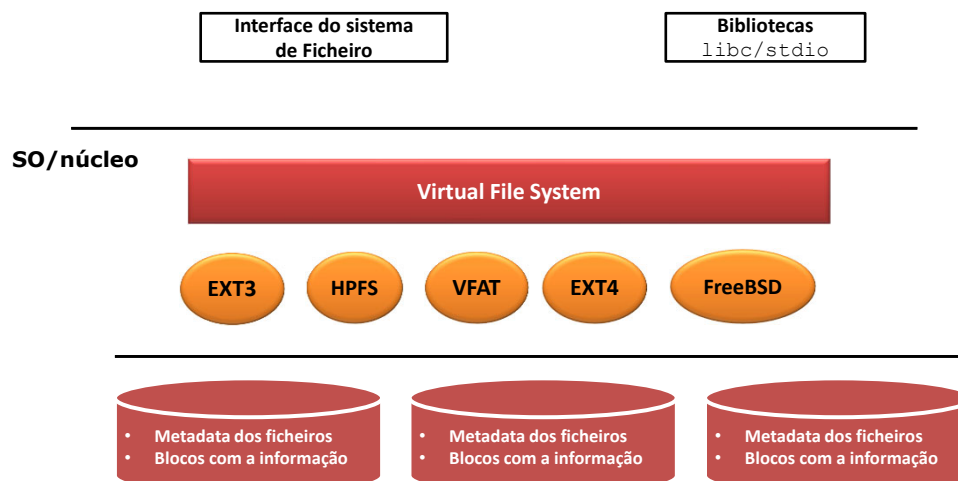 Interface do sistema
de Ficheiro
Bibliotecas
libc/stdio
SO/núcleo
Virtual File System
EXT3
HPFS
VFAT
EXT4
FreeBSD
• Metadata dos ficheiros
• Blocos com a informação
• Metadata dos ficheiros
• Blocos com a informação
• Metadata dos ficheiros
• Blocos com a informação